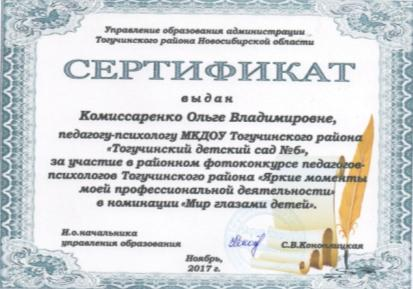 Управление образования администрации
Тогучинского района Новосибирской области
СЕРТИФИКАТ
выдан
Комиссаренко Ольге Владимировне,
педагогу-психологу МКДОУ Тогучинского района
«Тогучинский детский сад №6»,
за участие в районном фотоконкурсе педагогов-
психологов Тогучинского района «Яркие моменты
моей профессиональной деятельности»
в номинации «Мир глазами детей».
И.о.начальника
управления образования
С.В.Коноплицкая
Ноябрь,
2017 г.